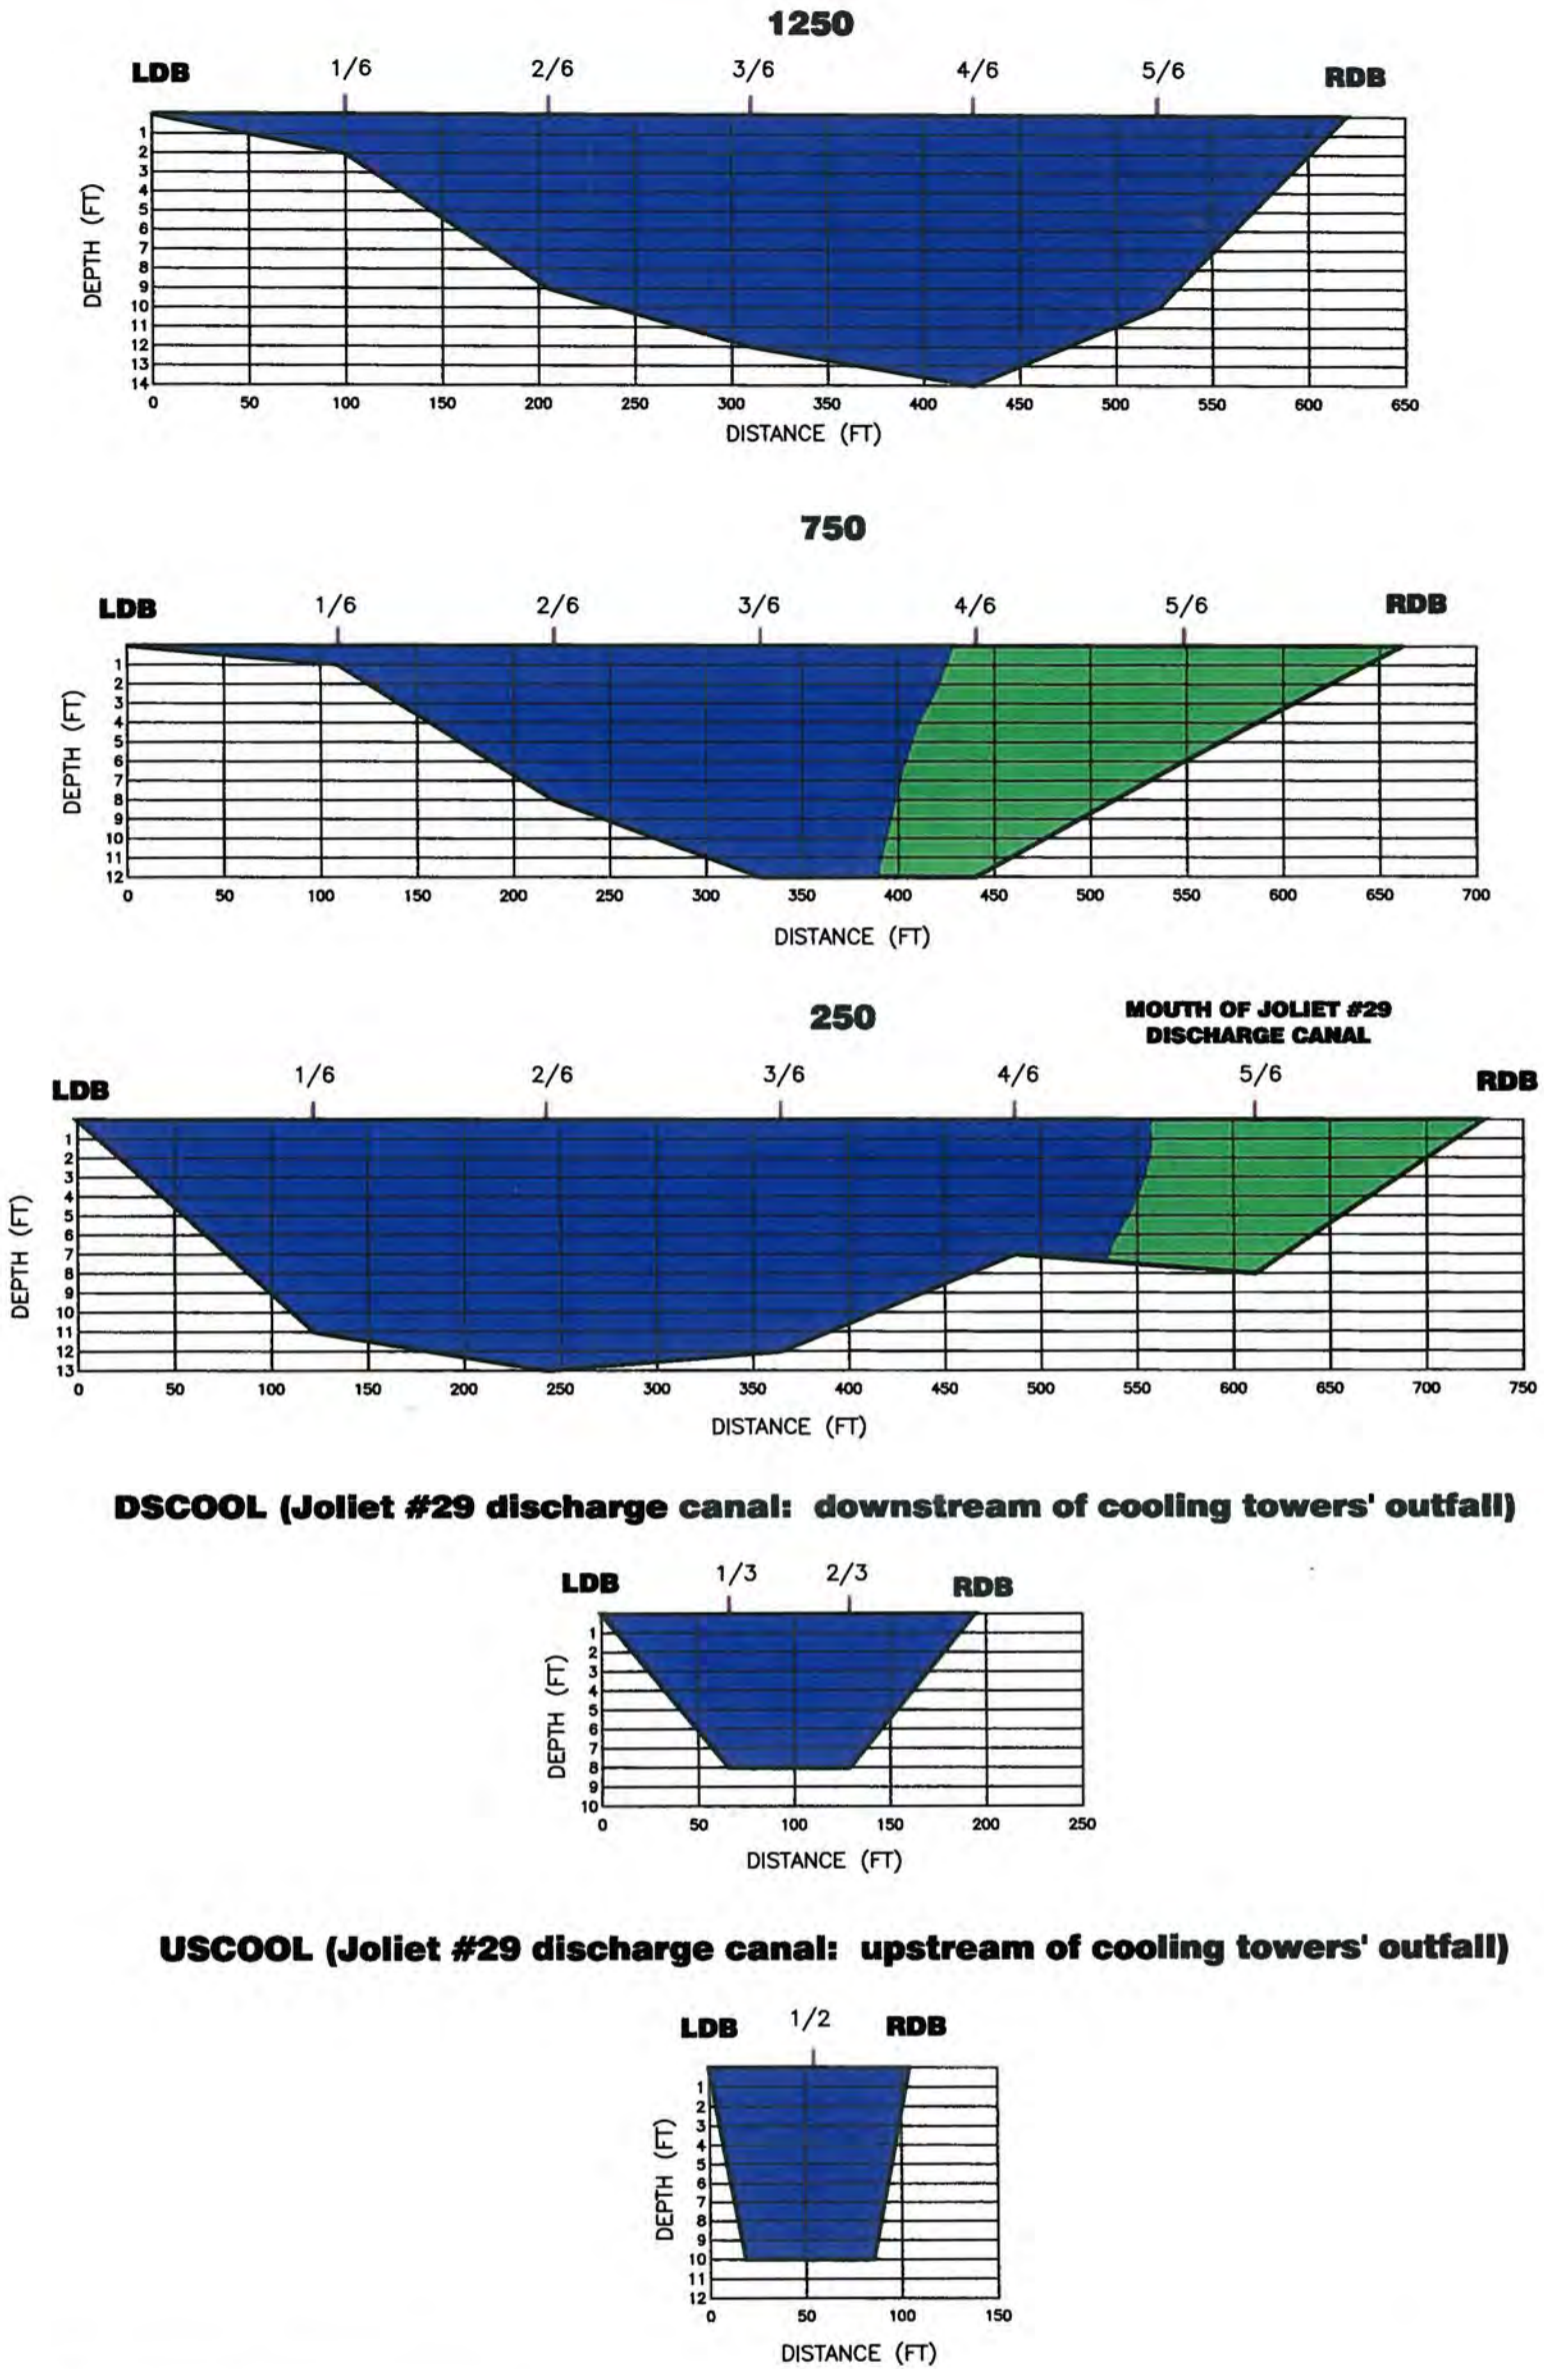 1250
LDB 1/6 2/6 3/6 4/6 5/6 RDB
1
2
3
4
5
6
7
8
9
10
11
12
13
14
DEPTH (FT)
0 50 100 150 200 250 300 350 400 450 500 550 600 650
DISTANCE (FT)
750
LDB 1/6 2/6 3/6 4/6 5/6 RDB
1
2
3
4
5
6
7
8
9
10
11
12
DEPTH (FT)
0 50 100 150 200 250 300 350 400 450 500 550 600 650 700
DISTANCE (FT)
250
MOUTH OF JOLIET #29
DISCHARGE CANAL
LDB 1/6 2/6 3/6 4/6 5/6 RDB
1
2
3
4
5
6
7
8
9
10
11
12
13
DEPTH (FT)
0 50 100 150 200 250 300 350 400 450 500 550 600 650 700 750
DISTANCE (FT)
DSCOOL (Joliet #29 discharge canal: downstream of cooling towers' outfall)
LDB 1/3 2/3 RDB
1
2
3
4
5
6
7
8
9
10
DEPTH (FT)
0 50 100 150 200 250
DISTANCE (FT)
USCOOL (Joliet #29 discharge canal: upstream of cooling towers' outfall)
LDB 1/2 RDB
1
2
3
4
5
6
7
8
9
10
11
12
DEPTH (FT)
0 50 100 150
DISTANCE (FT)